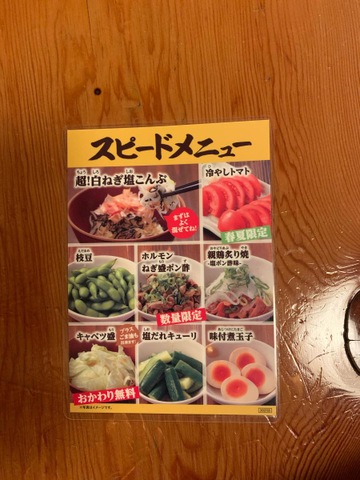 スピードメニュー
超!白ねぎ塩こんぶ
まずは
よく
混ぜてね!
冷やしトマト
春夏限定
枝豆
ホルモン
ねぎ盛ポン酢
数量限定
親鶏炙り焼
-塩ポン酢味-
キャベツ盛
おかわり無料
塩だれキューリ
味付煮玉子